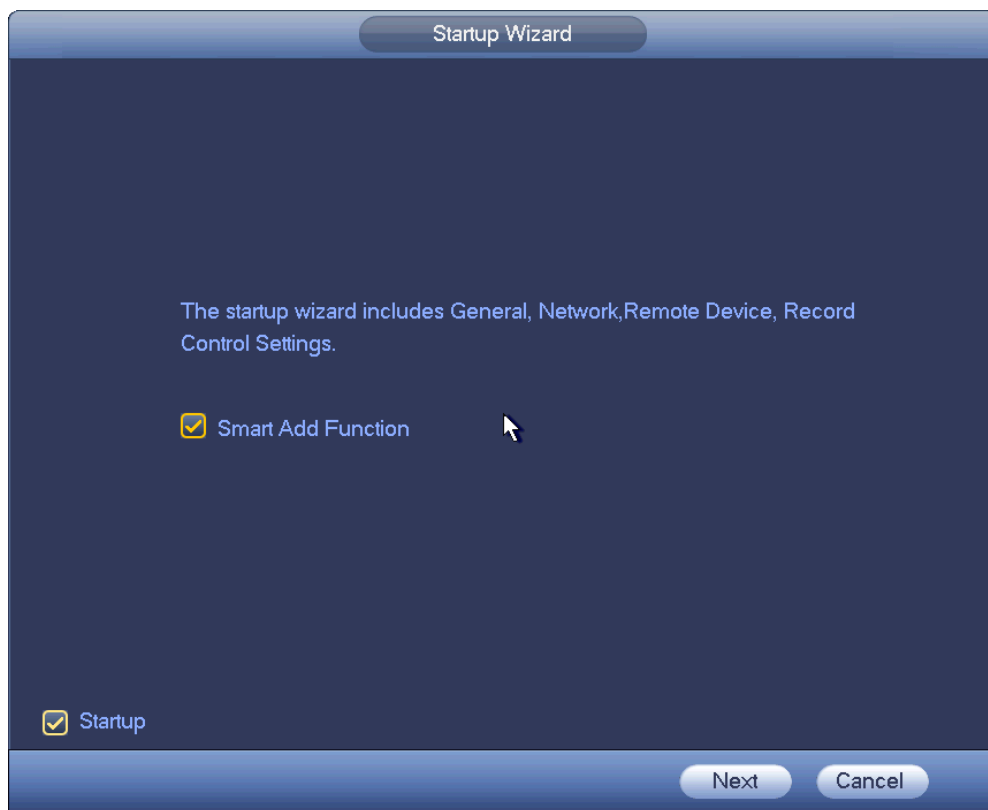 Startup Wizard
The startup wizard includes General, Network,Remote Device, Record
Control Settings.
Smart Add Function
Startup
Next
Cancel